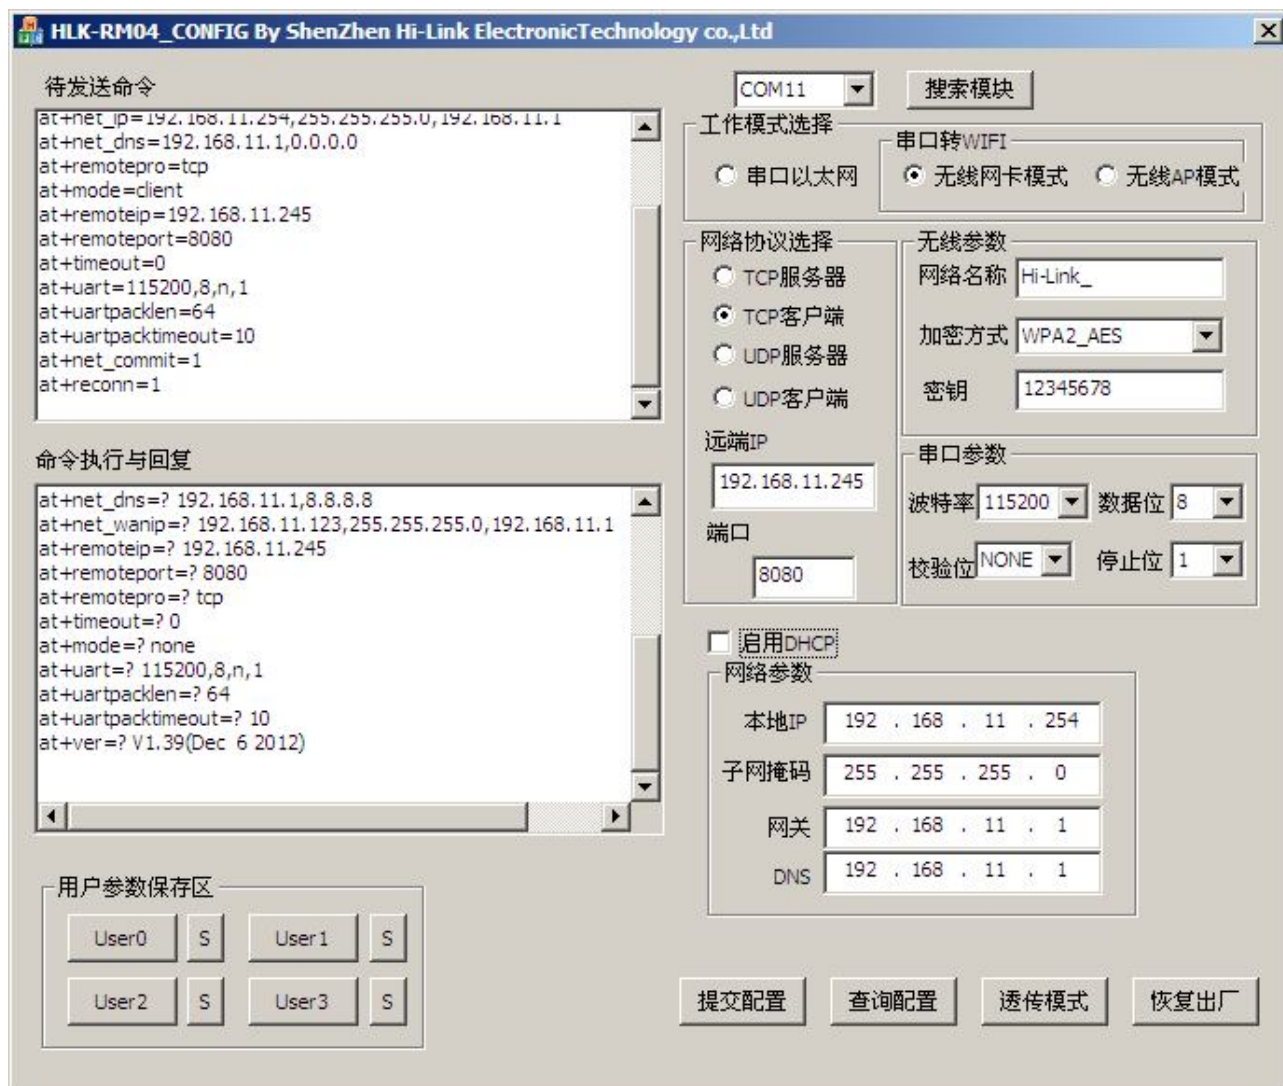 HLK-RM04_CONFIG By ShenZhen Hi-Link ElectronicTechnology co.,Ltd
待发送命令
at+net_ip=192.168.11.254,255.255.255.0,192.168.11.1
at+net_dns=192.168.11.1,0.0.0.0
at+remotepro=tcp
at+mode=client
at+remoteip=192.168.11.245
at+remoteport=8080
at+timeout=0
at+uart=115200,8,n,1
at+uartpacklen=64
at+uartpacktimeout=10
at+net_commit=1
at+reconn=1
命令执行与回复
at+net_dns=? 192.168.11.1,8.8.8.8
at+net_wanip=? 192.168.11.123,255.255.255.0,192.168.11.1
at+remoteip=? 192.168.11.245
at+remoteport=? 8080
at+remotepro=? tcp
at+timeout=? 0
at+mode=? none
at+uart=? 115200,8,n,1
at+uartpacklen=? 64
at+uartpacktimeout=? 10
at+ver=? V1.39(Dec  6 2012)
用户参数保存区
User0 S User1 S
User2 S User3 S
COM11 搜索模块
工作模式选择
串口转WIFI
串口以太网 无线网卡模式 无线AP模式
网络协议选择
TCP服务器
TCP客户端
UDP服务器
UDP客户端
远端IP
192.168.11.245
端口
8080
无线参数
网络名称 Hi-Link_
加密方式 WPA2_AES
密钥 12345678
串口参数
波特率 115200 数据位 8
校验位 NONE 停止位 1
启用DHCP
网络参数
本地IP 192 . 168 . 11 . 254
子网掩码 255 . 255 . 255 . 0
网关 192 . 168 . 11 . 1
DNS 192 . 168 . 11 . 1
提交配置 查询配置 透传模式 恢复出厂